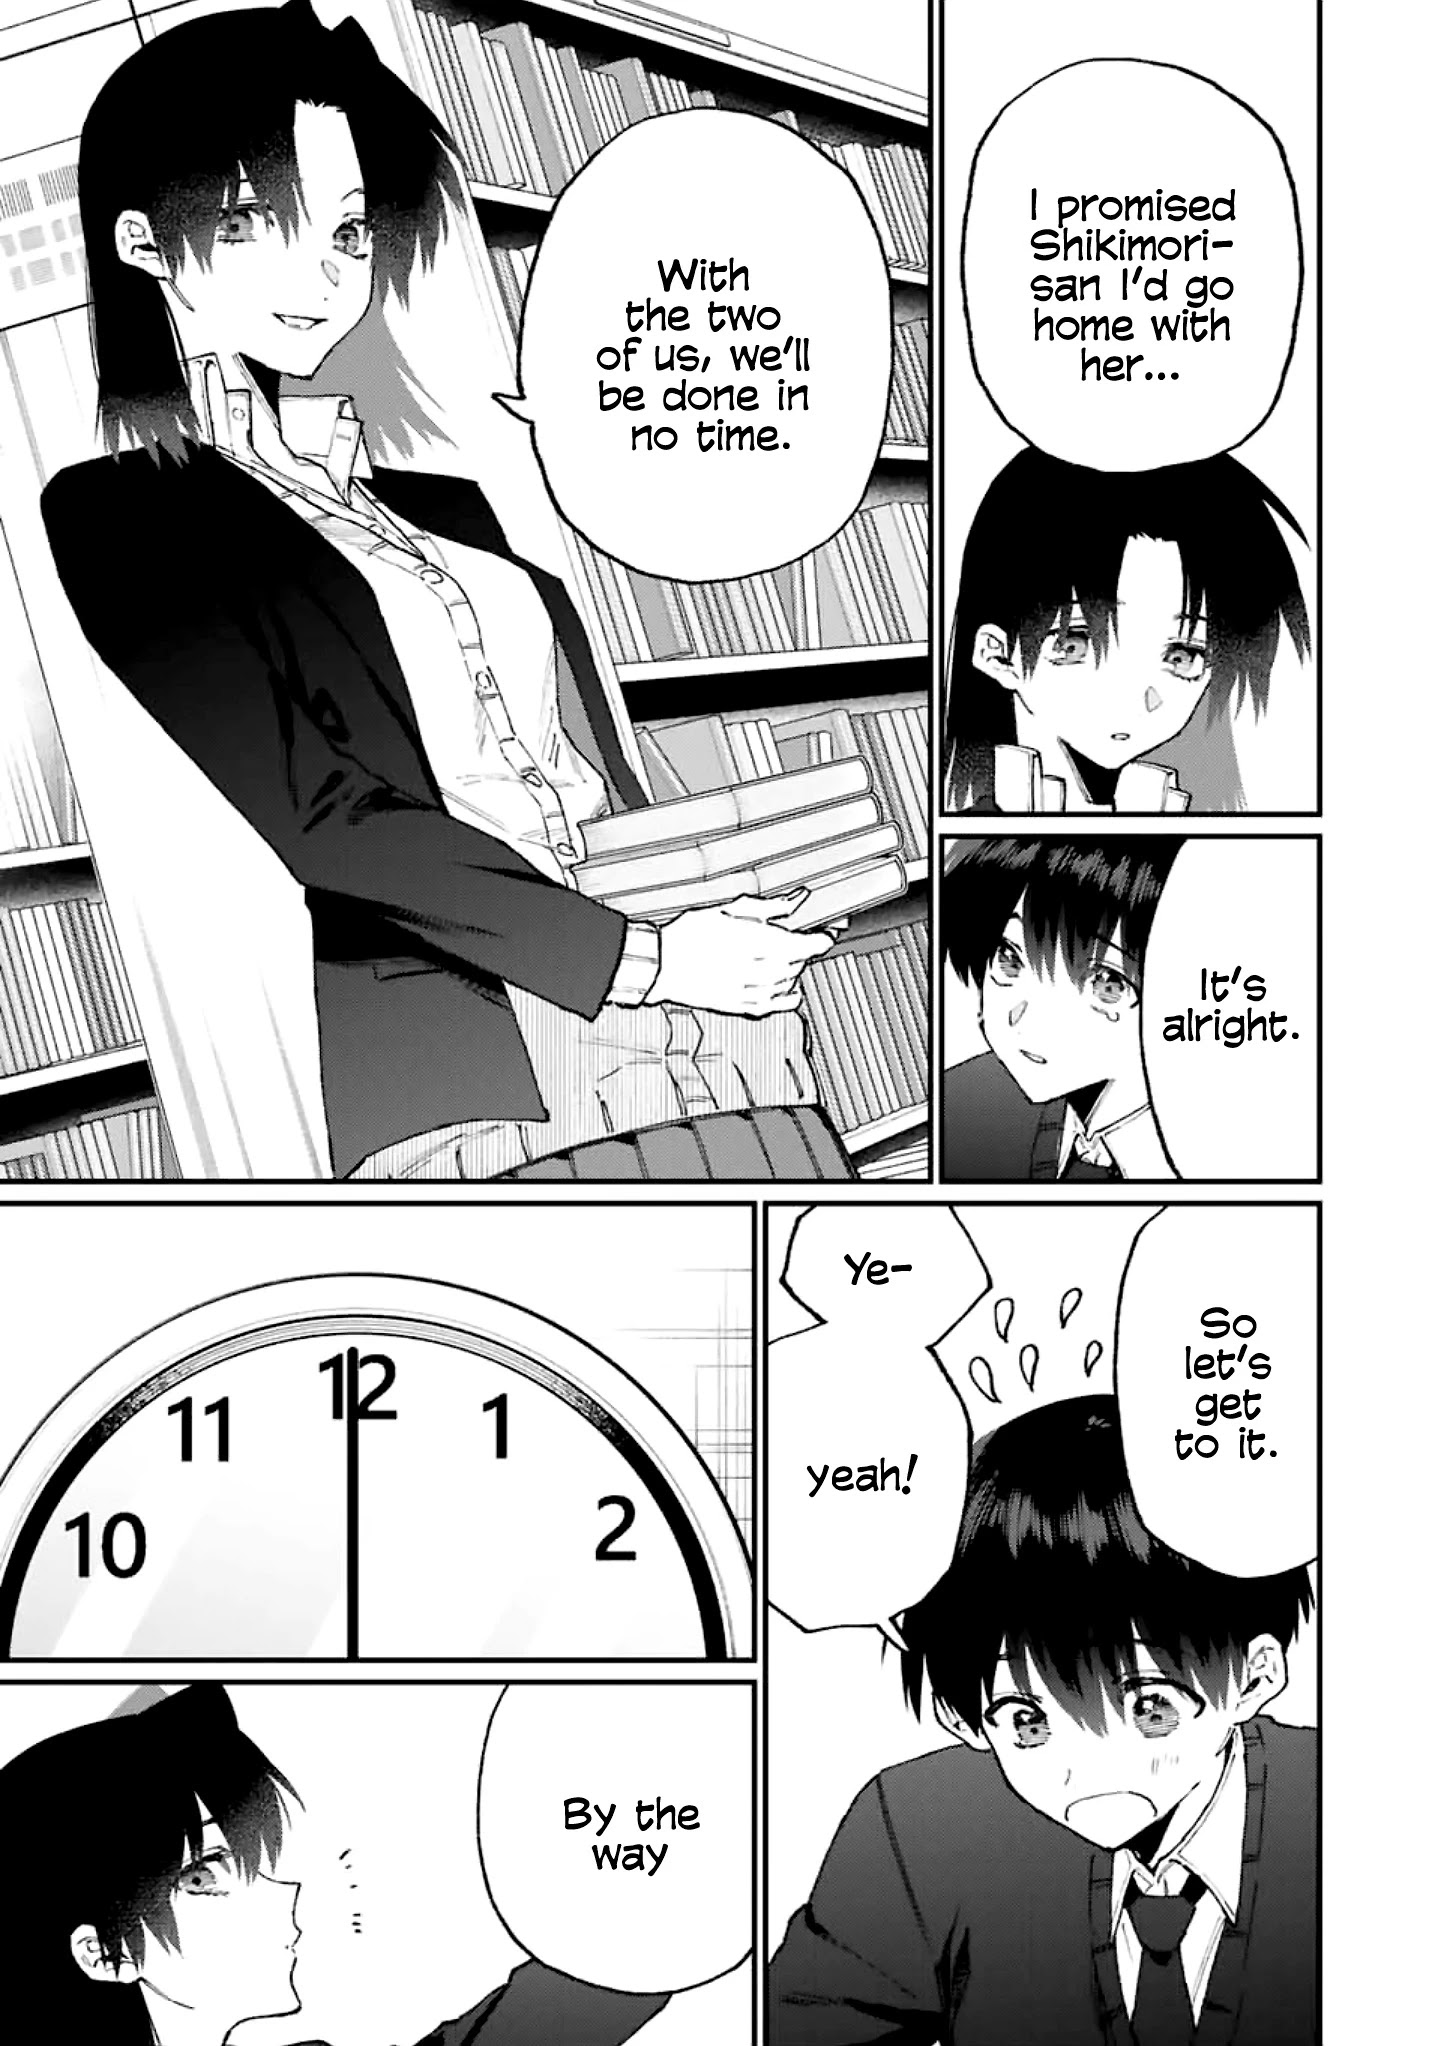 I promised
Shikimori-
san I'd go
home with
her...
It's
alright.
With
the two
of us, we'll
be done in
no time.
So
let's
get
to it.
Ye-
yeah!
10
11
12
1
2
By the
way